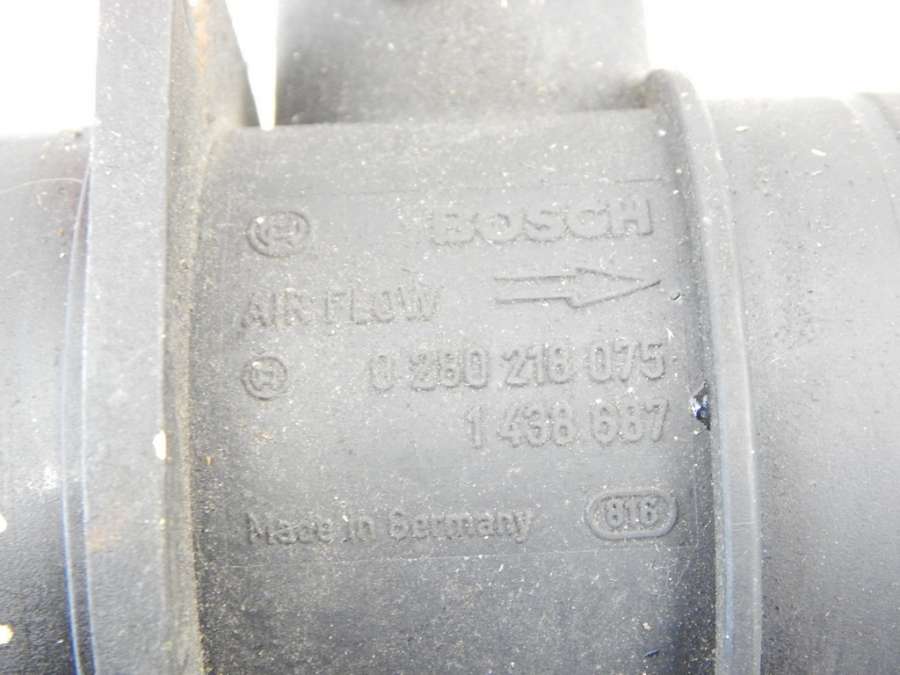 BOSCH
AIR FLOW
0 280 218 075
1 438 687
Made in Germany 816